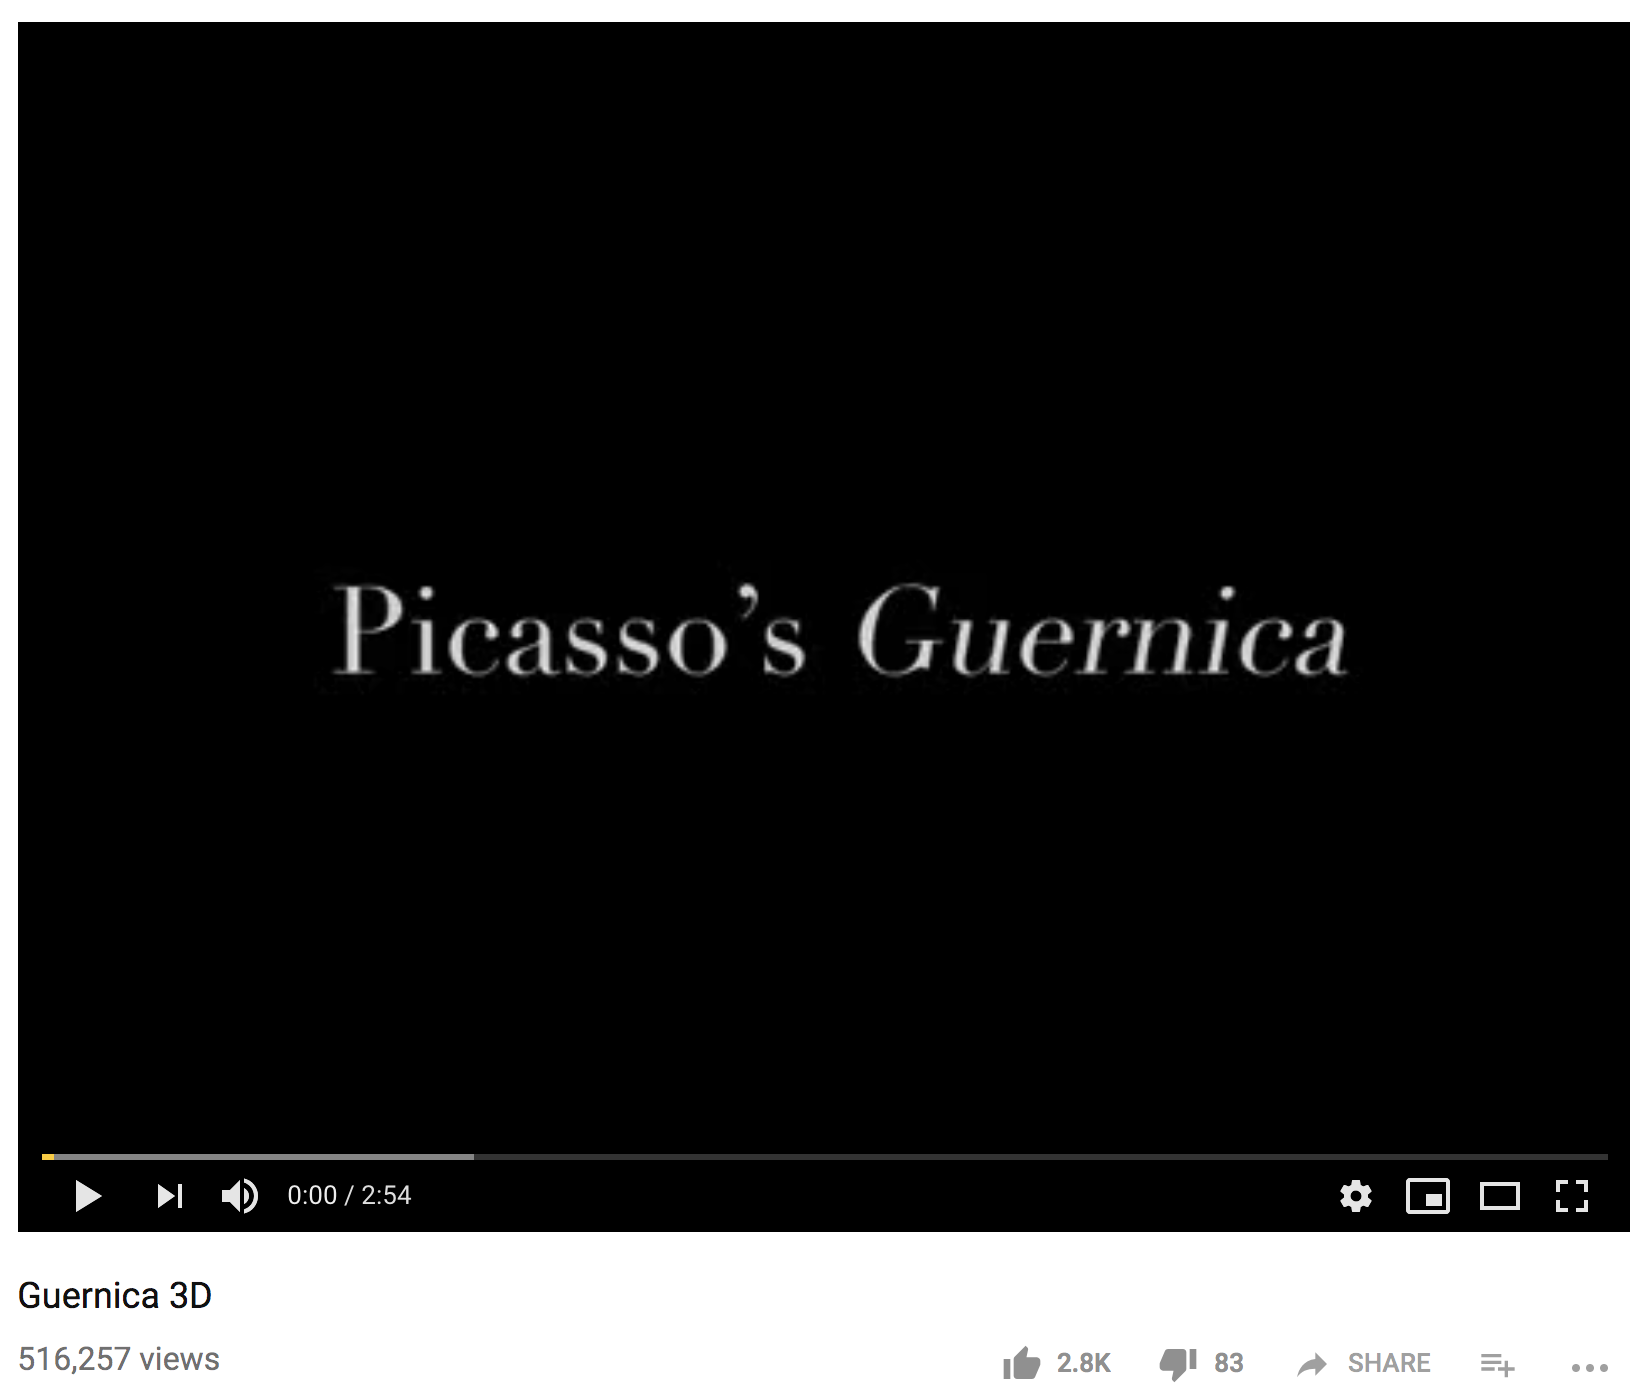 Picasso’s Guernica
0:00 / 2:54
Guernica 3D
516,257 views
2.8K
83
SHARE